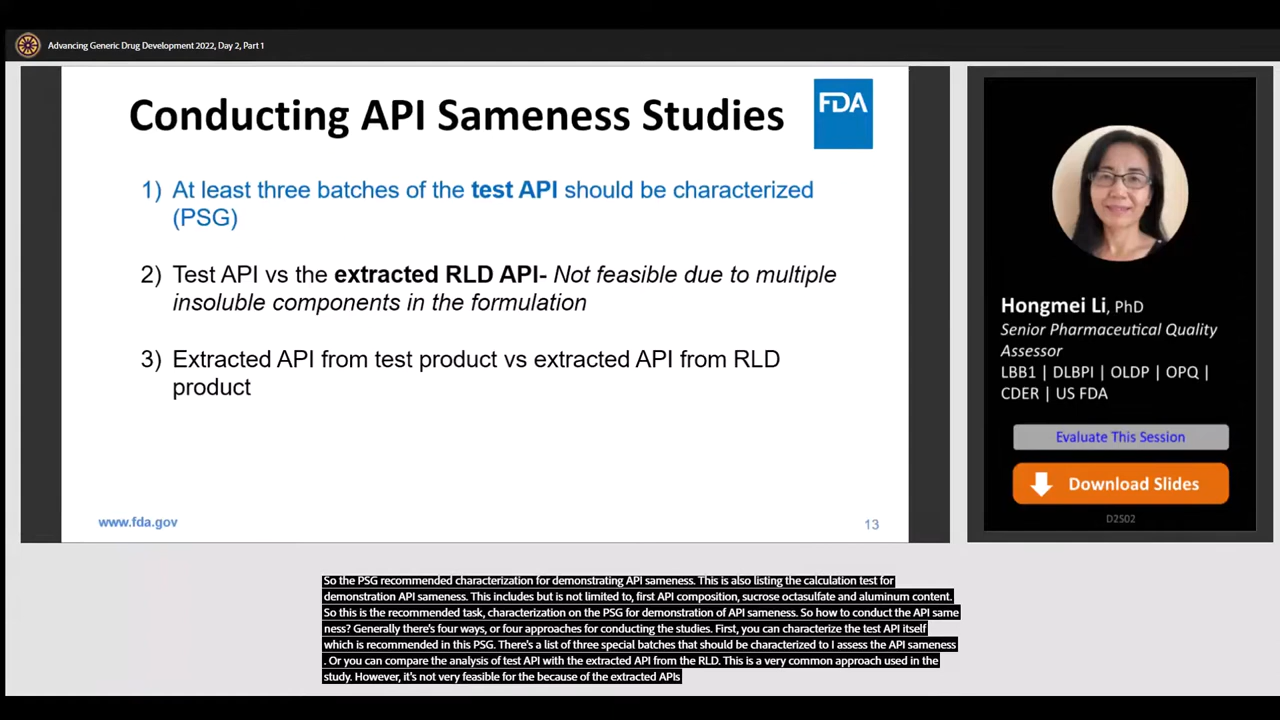 Advancing Generic Drug Development 2022, Day 2, Part 1
Conducting API Sameness Studies
FDA
1) At least three batches of the test API should be characterized
(PSG)
2) Test API vs the extracted RLD API- Not feasible due to multiple
insoluble components in the formulation
3) Extracted API from test product vs extracted API from RLD
product
www.fda.gov
13
Hongmei Li, PhD
Senior Pharmaceutical Quality
Assessor
LBB1 | DLBPI | OLDP | OPQ |
CDER | US FDA
Evaluate This Session
Download Slides
D2S02
So the PSG recommended characterization for demonstrating API sameness. This is also listing the calculation test for
demonstration API sameness. This includes but is not limited to, first API composition, sucrose octasulfate and aluminum content.
So this is the recommended task, characterization on the PSG for demonstration of API sameness. So how to conduct the API same
ness? Generally there's four ways, or four approaches for conducting the studies. First, you can characterize the test API itself
which is recommended in this PSG. There's a list of three special batches that should be characterized to I assess the API sameness
. Or you can compare the analysis of test API with the extracted API from the RLD. This is a very common approach used in the
study. However, it's not very feasible for the because of the extracted APIs